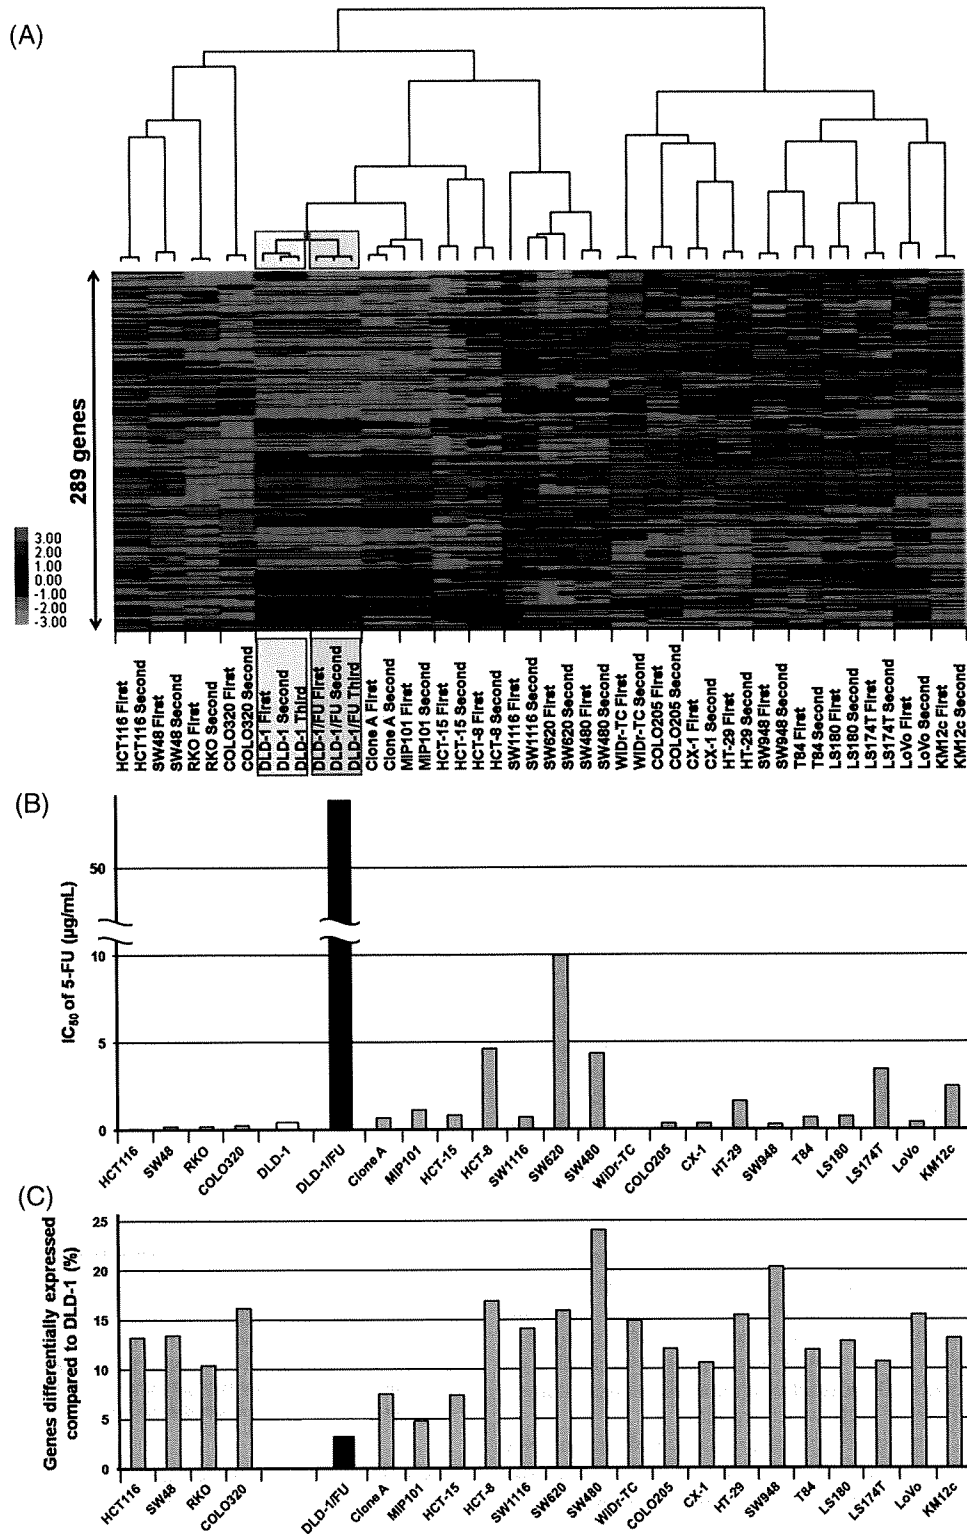 (A)
289 genes
3.00
2.00
1.00
0.00
-1.00
-2.00
-3.00
HCT116 First
HCT116 Second
SW48 First
SW48 Second
RKO First
RKO Second
COLO320 First
COLO320 Second
DLD-1 First
DLD-1 Second
DLD-1 Third
DLD-1/FU First
DLD-1/FU Second
DLD-1/FU Third
Clone A First
Clone A Second
MIP101 First
MIP101 Second
HCT-15 First
HCT-15 Second
HCT-8 First
HCT-8 Second
SW1116 First
SW1116 Second
SW620 First
SW620 Second
SW480 First
SW480 Second
WiDr-TC First
WiDr-TC Second
COLO205 First
COLO205 Second
CX-1 First
CX-1 Second
HT-29 First
HT-29 Second
SW948 First
SW948 Second
T84 First
T84 Second
LS180 First
LS180 Second
LS174T First
LS174T Second
LoVo First
LoVo Second
KM12c First
KM12c Second
(B)
IC50 of 5-FU (µg/mL)
50
10
5
0
HCT116
SW48
RKO
COLO320
DLD-1
DLD-1/FU
Clone A
MIP101
HCT-15
HCT-8
SW1116
SW620
SW480
WiDr-TC
COLO205
CX-1
HT-29
SW948
T84
LS180
LS174T
LoVo
KM12c
(C)
Genes differentially expressed
compared to DLD-1 (%)
25
20
15
10
5
0
HCT116
SW48
RKO
COLO320
DLD-1/FU
Clone A
MIP101
HCT-15
HCT-8
SW1116
SW620
SW480
WiDr-TC
COLO205
CX-1
HT-29
SW948
T84
LS180
LS174T
LoVo
KM12c